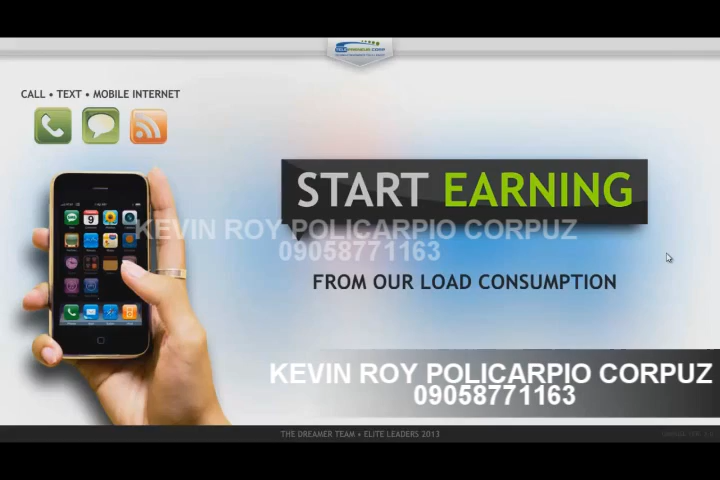 CALL • TEXT • MOBILE INTERNET
START EARNING
KEVIN ROY POLICARPIO CORPUZ
09058771163
FROM OUR LOAD CONSUMPTION
KEVIN ROY POLICARPIO CORPUZ
09058771163
THE DREAMER TEAM • ELITE LEADERS 2013